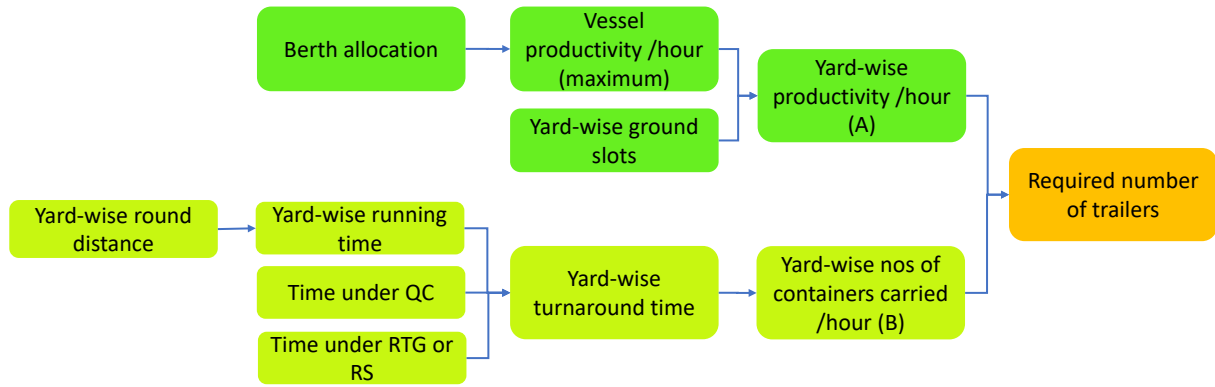 Berth allocation
Vessel
productivity /hour
(maximum)
Yard-wise ground
slots
Yard-wise
productivity /hour
(A)
Required number
of trailers
Yard-wise round
distance
Yard-wise running
time
Time under QC
Time under RTG or
RS
Yard-wise
turnaround time
Yard-wise nos of
containers carried
/hour (B)